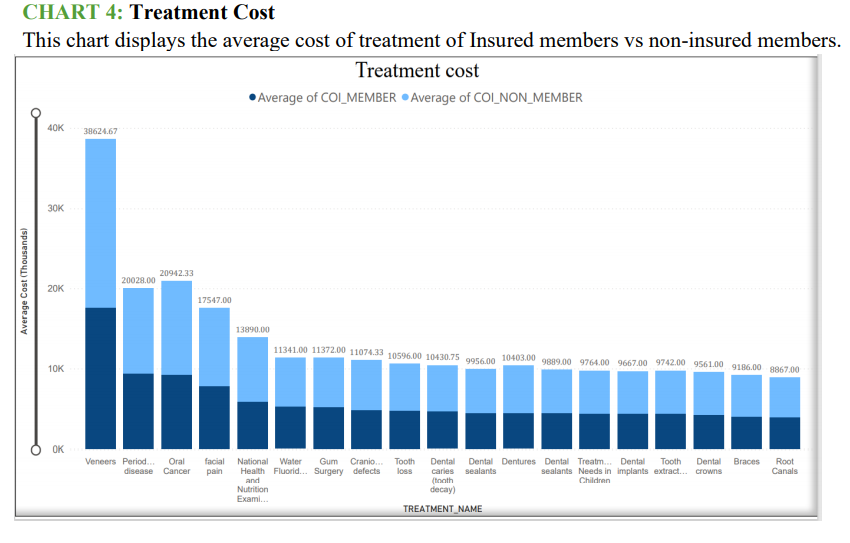 CHART 4: Treatment Cost
This chart displays the average cost of treatment of Insured members vs non-insured members.
Treatment cost
Average of COI_MEMBER Average of COI_NON_MEMBER
Average Cost (Thousands)
40K
30K
20K
10K
0K
38624.67
20028.00
20942.33
17547.00
13890.00
11341.00
11372.00
11074.33
10596.00
10430.75
9956.00
10403.00
9889.00
9764.00
9667.00
9742.00
9561.00
9186.00
8867.00
Veneers
Period...
disease
Oral
Cancer
facial
pain
National
Health
and
Nutrition
Exami...
Water
Fluorid...
Gum
Surgery
Cranio...
defects
Tooth
loss
Dental
caries
(tooth
decay)
Dental
sealants
Dentures
Dental
sealants
Treatm...
Needs in
Children
Dental
implants
Tooth
extract...
Dental
crowns
Braces
Root
Canals
TREATMENT_NAME